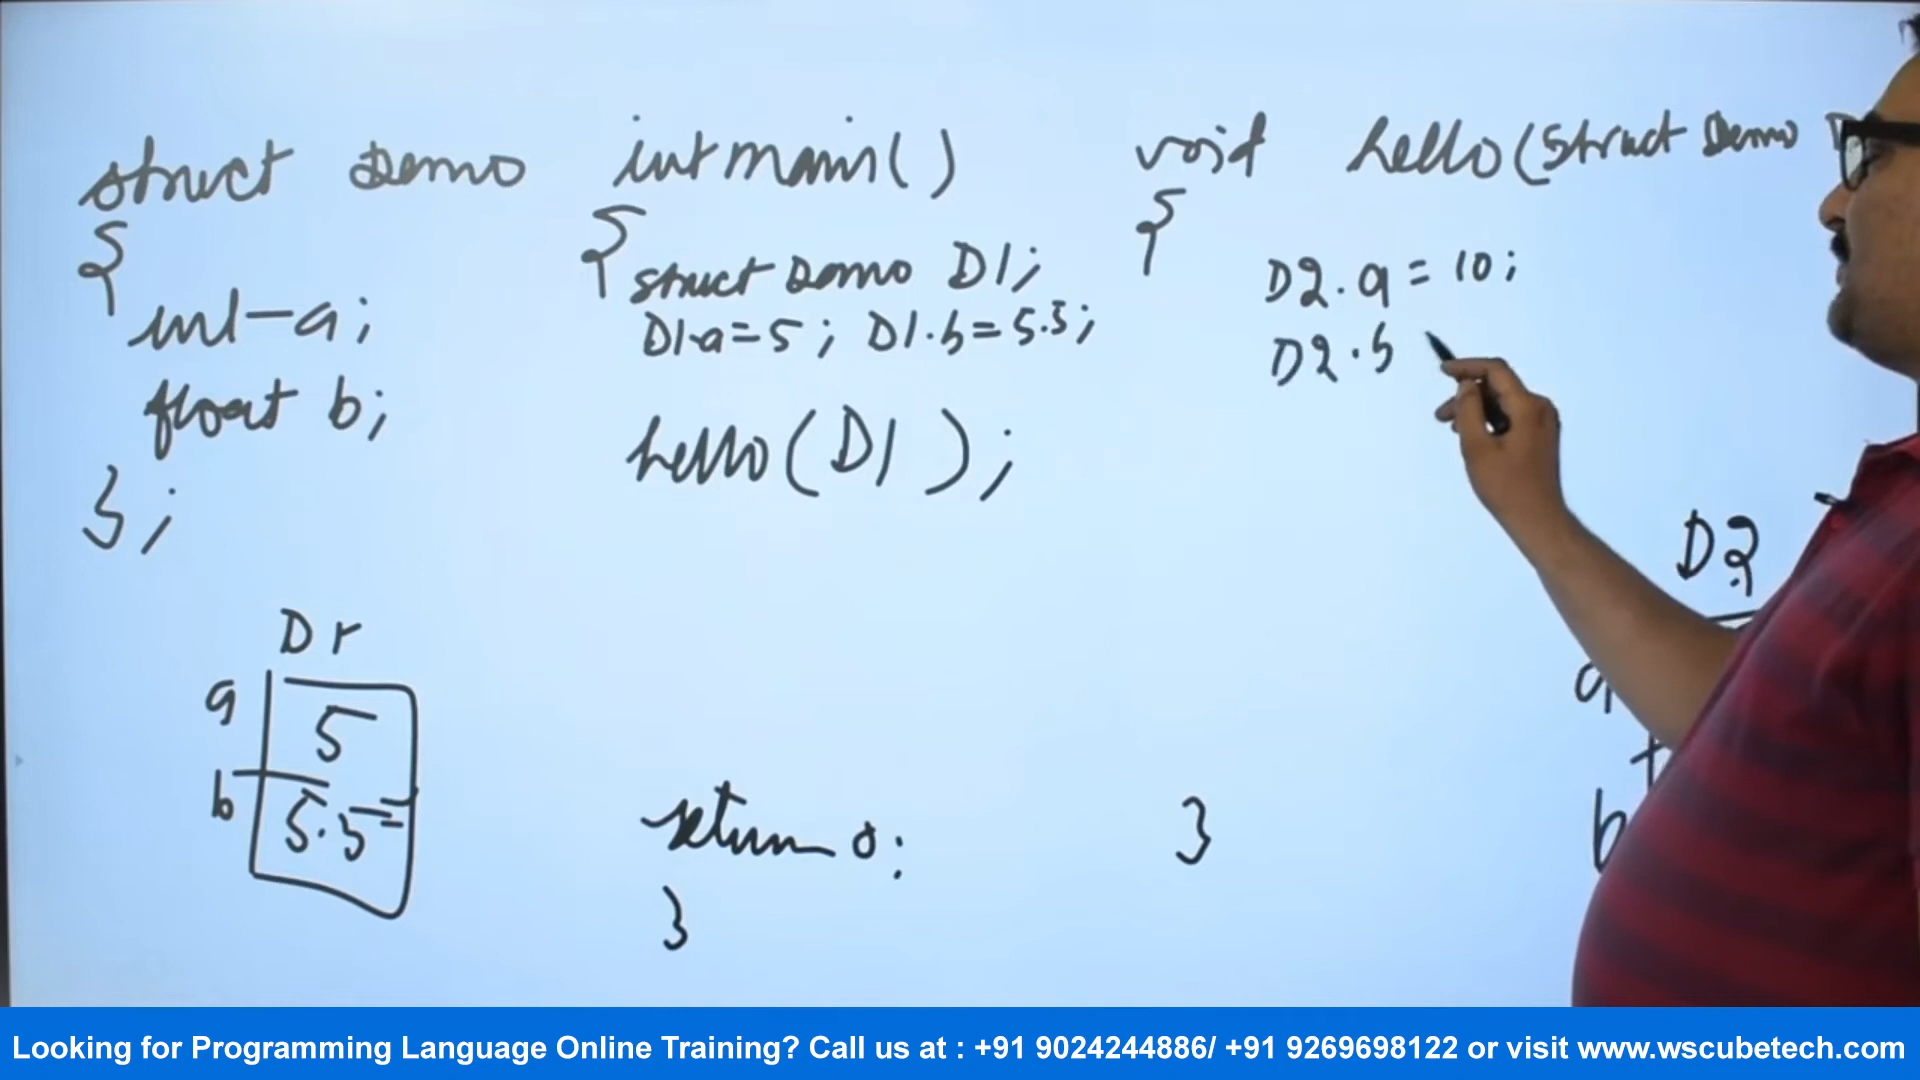 struct Demo
{
int a;
float b;
};
int main()
{
struct Demo D1;
D1.a=5; D1.b=5.5;
hello(D1);
return 0;
}
void hello(struct Demo
{
D2.a=10;
D2.b
}
D1
a 5
b 5.5
D2
a
b
Looking for Programming Language Online Training? Call us at : +91 9024244886/ +91 9269698122 or visit www.wscubetech.com